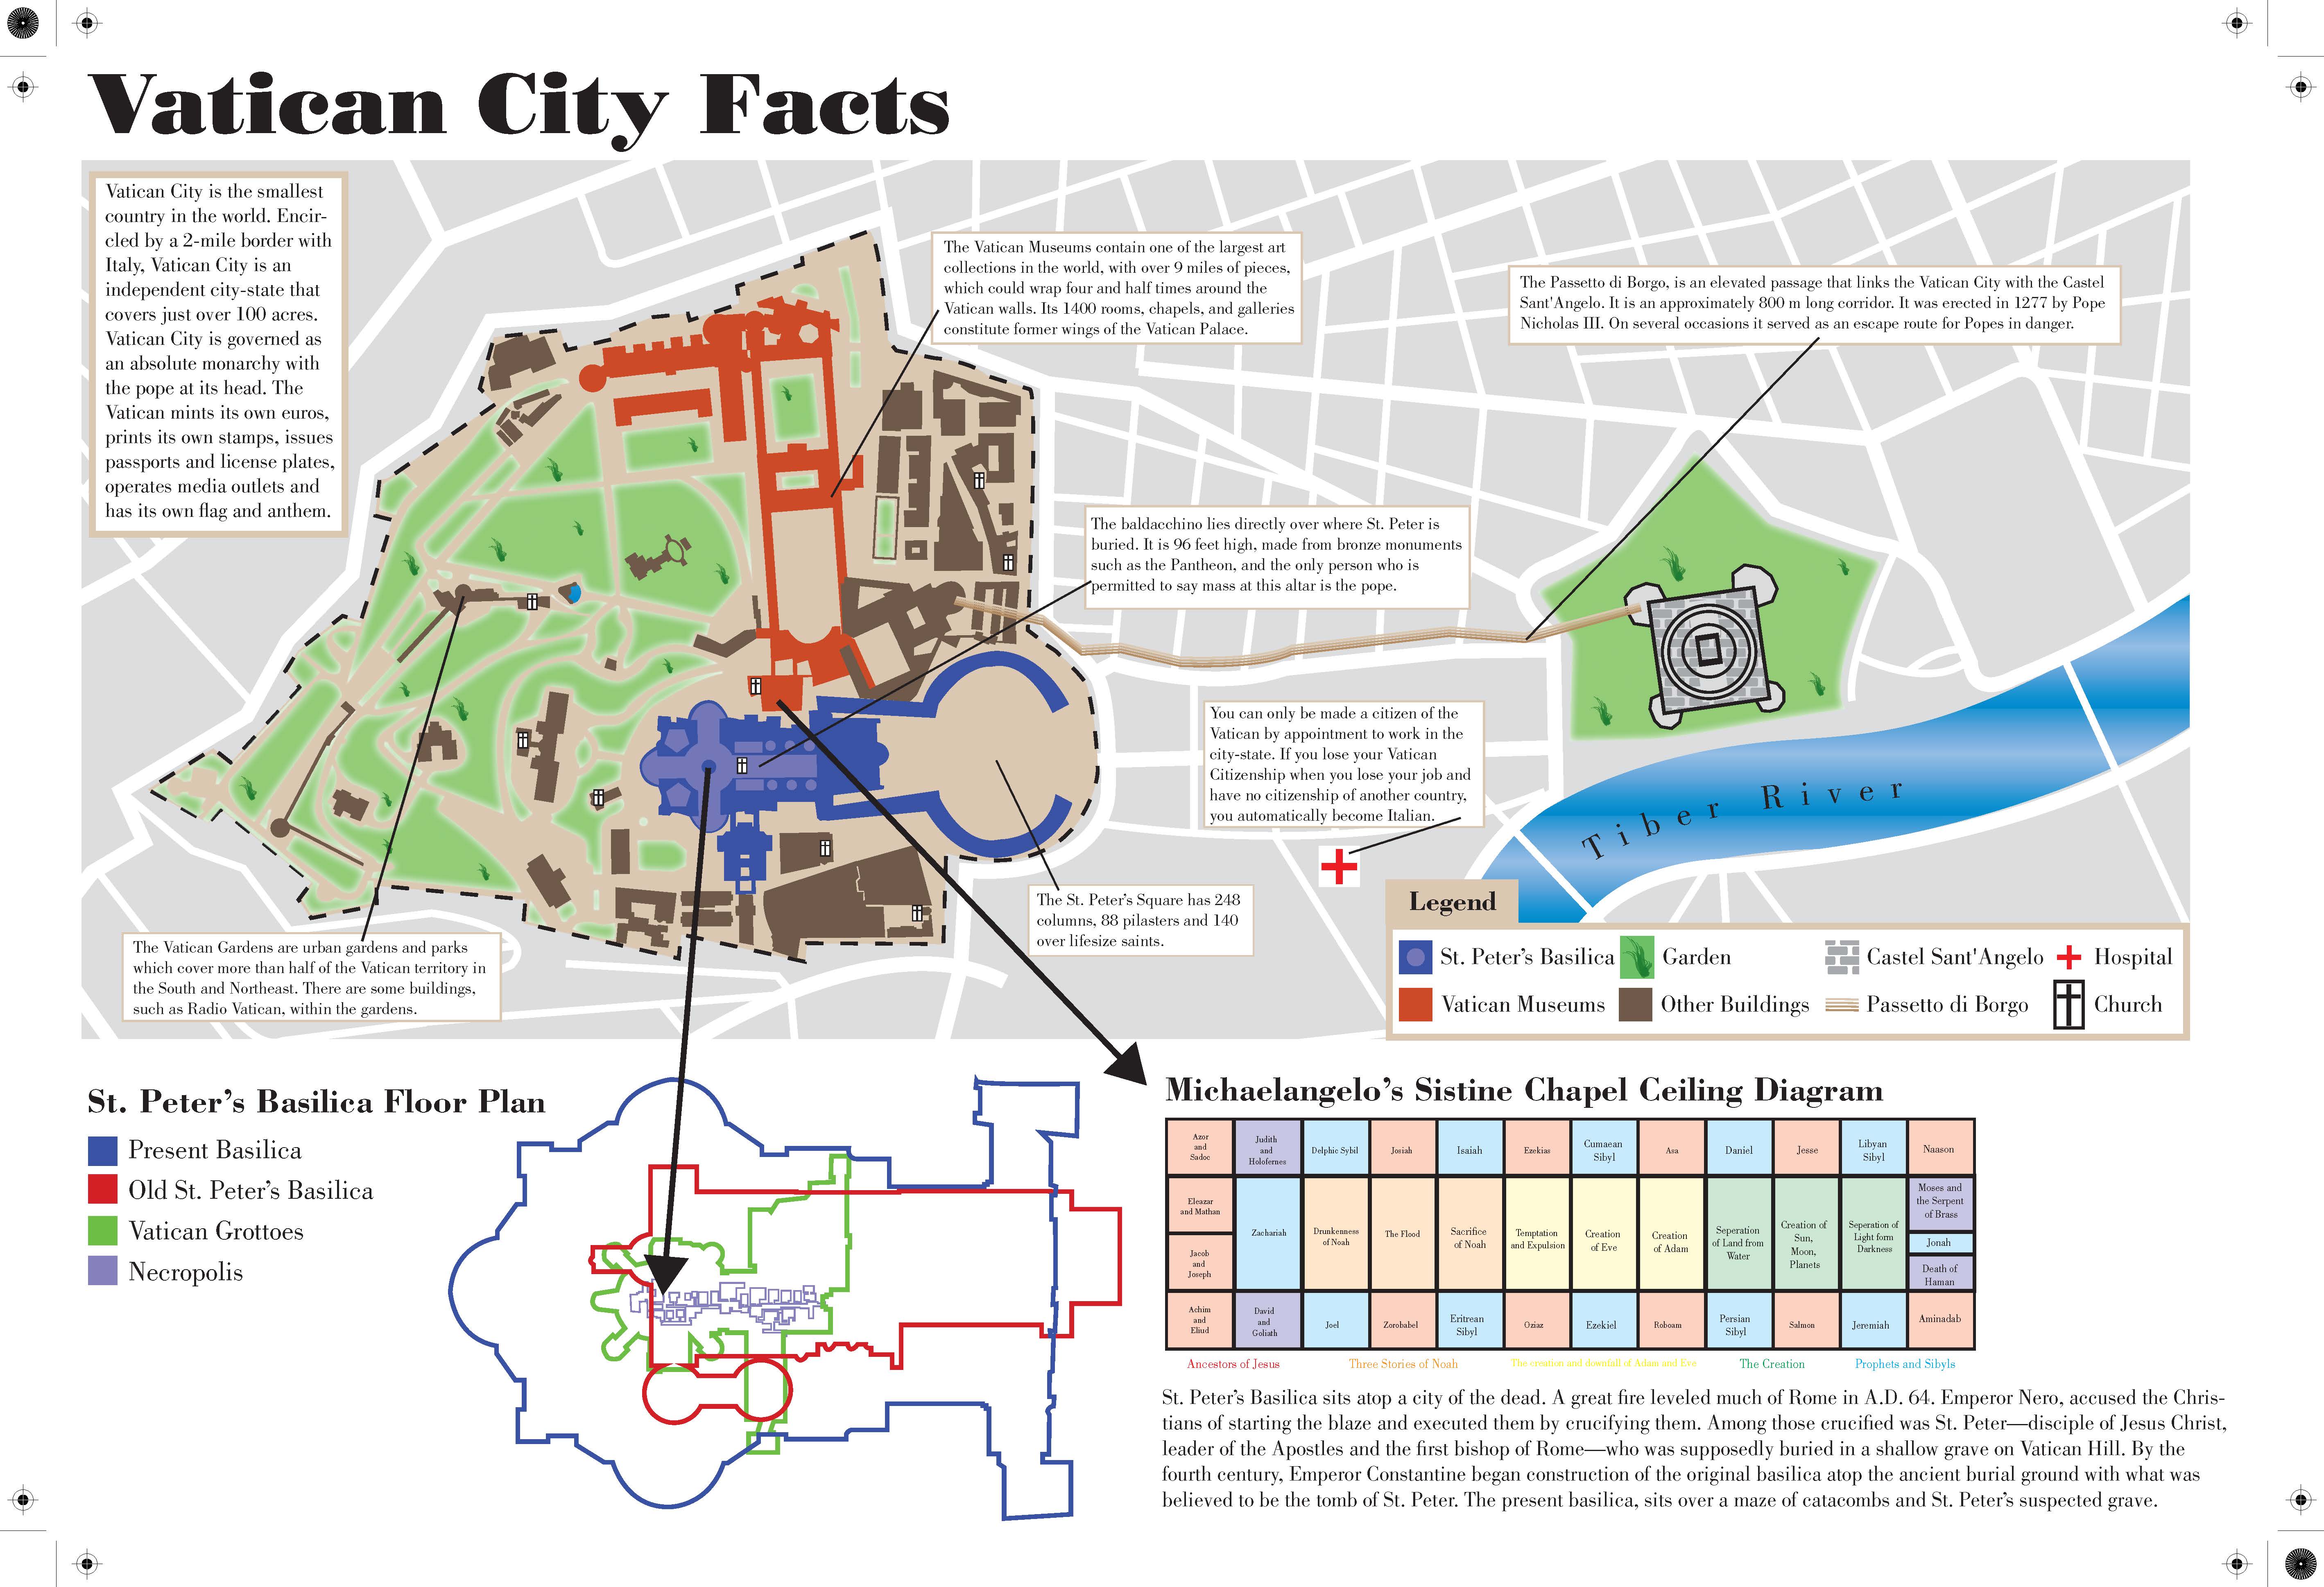 Vatican City Facts
Vatican City is the smallest
country in the world. Encir-
cled by a 2-mile border with
Italy, Vatican City is an
independent city-state that
covers just over 100 acres.
Vatican City is governed as
an absolute monarchy with
the pope at its head. The
Vatican mints its own euros,
prints its own stamps, issues
passports and license plates,
operates media outlets and
has its own flag and anthem.
The Vatican Museums contain one of the largest art
collections in the world, with over 9 miles of pieces,
which could wrap four and half times around the
Vatican walls. Its 1400 rooms, chapels, and galleries
constitute former wings of the Vatican Palace.
The Passetto di Borgo, is an elevated passage that links the Vatican City with the Castel
Sant'Angelo. It is an approximately 800 m long corridor. It was erected in 1277 by Pope
Nicholas III. On several occasions it served as an escape route for Popes in danger.
The baldacchino lies directly over where St. Peter is
buried. It is 96 feet high, made from bronze monuments
such as the Pantheon, and the only person who is
permitted to say mass at this altar is the pope.
You can only be made a citizen of the
Vatican by appointment to work in the
city-state. If you lose your Vatican
Citizenship when you lose your job and
have no citizenship of another country,
you automatically become Italian.
Tiber River
The St. Peter's Square has 248
columns, 88 pilasters and 140
over lifesize saints.
The Vatican Gardens are urban gardens and parks
which cover more than half of the Vatican territory in
the South and Northeast. There are some buildings,
such as Radio Vatican, within the gardens.
Legend
St. Peter's Basilica
Garden
Castel Sant'Angelo
Hospital
Vatican Museums
Other Buildings
Passetto di Borgo
Church
St. Peter's Basilica Floor Plan
Present Basilica
Old St. Peter's Basilica
Vatican Grottoes
Necropolis
Michaelangelo's Sistine Chapel Ceiling Diagram
Azor
and
Sadoc
Judith
and
Holofernes
Delphic Sybil
Josiah
Isaiah
Ezekias
Cumaean
Sibyl
Asa
Daniel
Jesse
Libyan
Sibyl
Naason
Eleazar
and Mathan
Jacob
and
Joseph
Zachariah
Drunkenness
of Noah
The Flood
Sacrifice
of Noah
Temptation
and Expulsion
Creation
of Eve
Creation
of Adam
Seperation
of Land from
Water
Creation of
Sun,
Moon,
Planets
Seperation of
Light form
Darkness
Moses and
the Serpent
of Brass
Jonah
Death of
Haman
Achim
and
Eliud
David
and
Goliath
Joel
Zorobabel
Eritrean
Sibyl
Oziaz
Ezekiel
Roboam
Persian
Sibyl
Salmon
Jeremiah
Aminadab
Ancestors of Jesus
Three Stories of Noah
The creation and downfall of Adam and Eve
The Creation
Prophets and Sibyls
St. Peter's Basilica sits atop a city of the dead. A great fire leveled much of Rome in A.D. 64. Emperor Nero, accused the Chris-
tians of starting the blaze and executed them by crucifying them. Among those crucified was St. Peter—disciple of Jesus Christ,
leader of the Apostles and the first bishop of Rome—who was supposedly buried in a shallow grave on Vatican Hill. By the
fourth century, Emperor Constantine began construction of the original basilica atop the ancient burial ground with what was
believed to be the tomb of St. Peter. The present basilica, sits over a maze of catacombs and St. Peter's suspected grave.